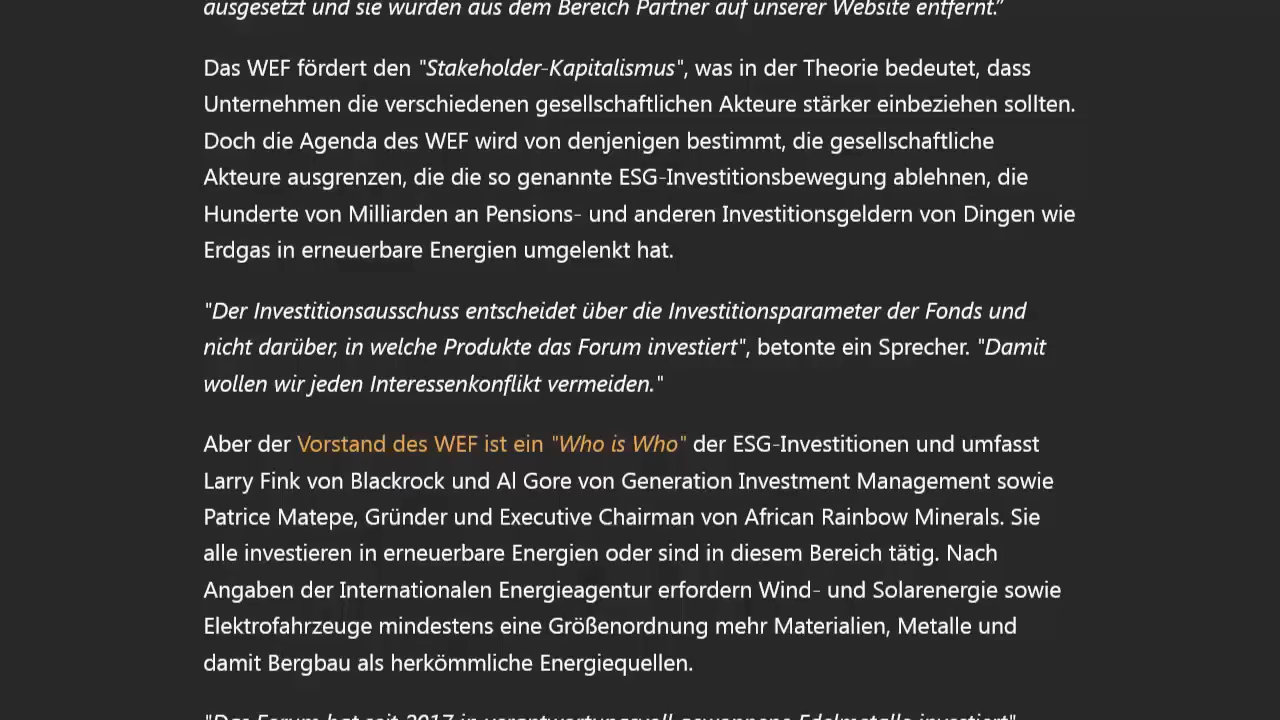 ausgesetzt und sie wurden aus dem Bereich Partner auf unserer Website entfernt.”
Das WEF fördert den "Stakeholder-Kapitalismus", was in der Theorie bedeutet, dass
Unternehmen die verschiedenen gesellschaftlichen Akteure stärker einbeziehen sollten.
Doch die Agenda des WEF wird von denjenigen bestimmt, die gesellschaftliche
Akteure ausgrenzen, die die so genannte ESG-Investitionsbewegung ablehnen, die
Hunderte von Milliarden an Pensions- und anderen Investitionsgeldern von Dingen wie
Erdgas in erneuerbare Energien umgelenkt hat.
"Der Investitionsausschuss entscheidet über die Investitionsparameter der Fonds und
nicht darüber, in welche Produkte das Forum investiert", betonte ein Sprecher. "Damit
wollen wir jeden Interessenkonflikt vermeiden."
Aber der Vorstand des WEF ist ein "Who is Who" der ESG-Investitionen und umfasst
Larry Fink von Blackrock und Al Gore von Generation Investment Management sowie
Patrice Matepe, Gründer und Executive Chairman von African Rainbow Minerals. Sie
alle investieren in erneuerbare Energien oder sind in diesem Bereich tätig. Nach
Angaben der Internationalen Energieagentur erfordern Wind- und Solarenergie sowie
Elektrofahrzeuge mindestens eine Größenordnung mehr Materialien, Metalle und
damit Bergbau als herkömmliche Energiequellen.
"Das Forum hat seit 2017 in verantwortungsvoll gewonnene Edelmetalle investiert"